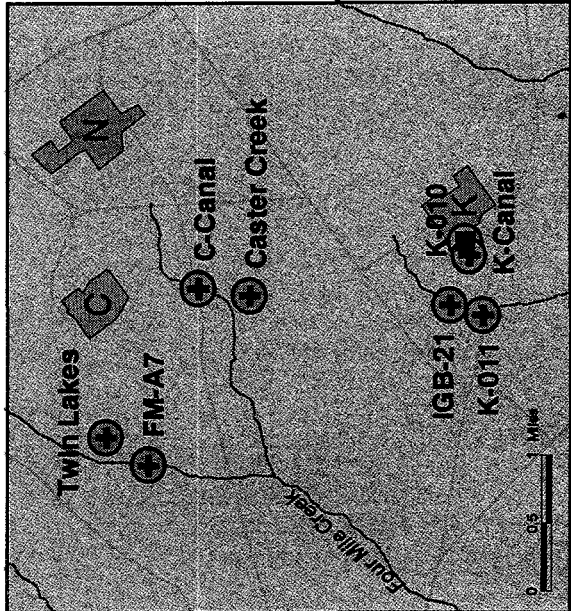 N
C
C-Canal
Caster Creek
Twin Lakes
FM-A7
K-010
K
K-Canal
IGB-21
K-011
Four Mile Creek
0 0.5 1
Miles